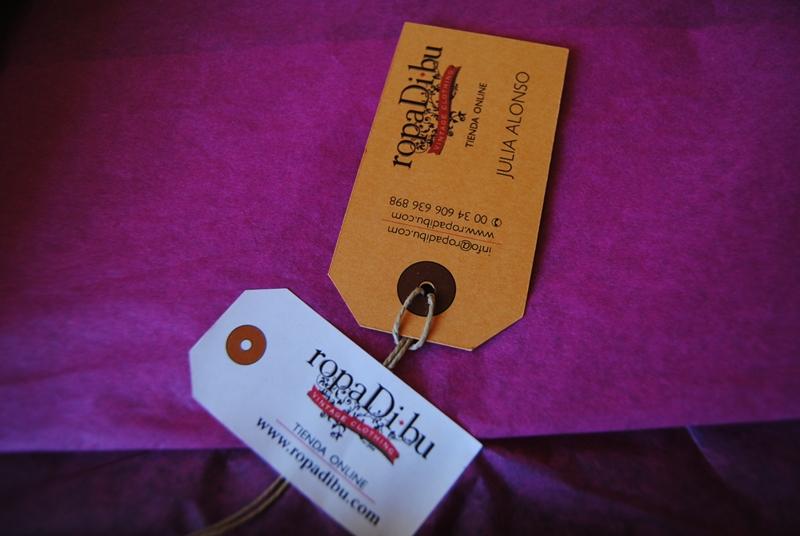 ropaDi·bu
VINTAGE CLOTHING
TIENDA ONLINE
JULIA ALONSO
✆ 00 34 606 636 898
www.ropadibu.com
info@ropadibu.com
ropaDi·bu
VINTAGE CLOTHING
TIENDA ONLINE
www.ropadibu.com